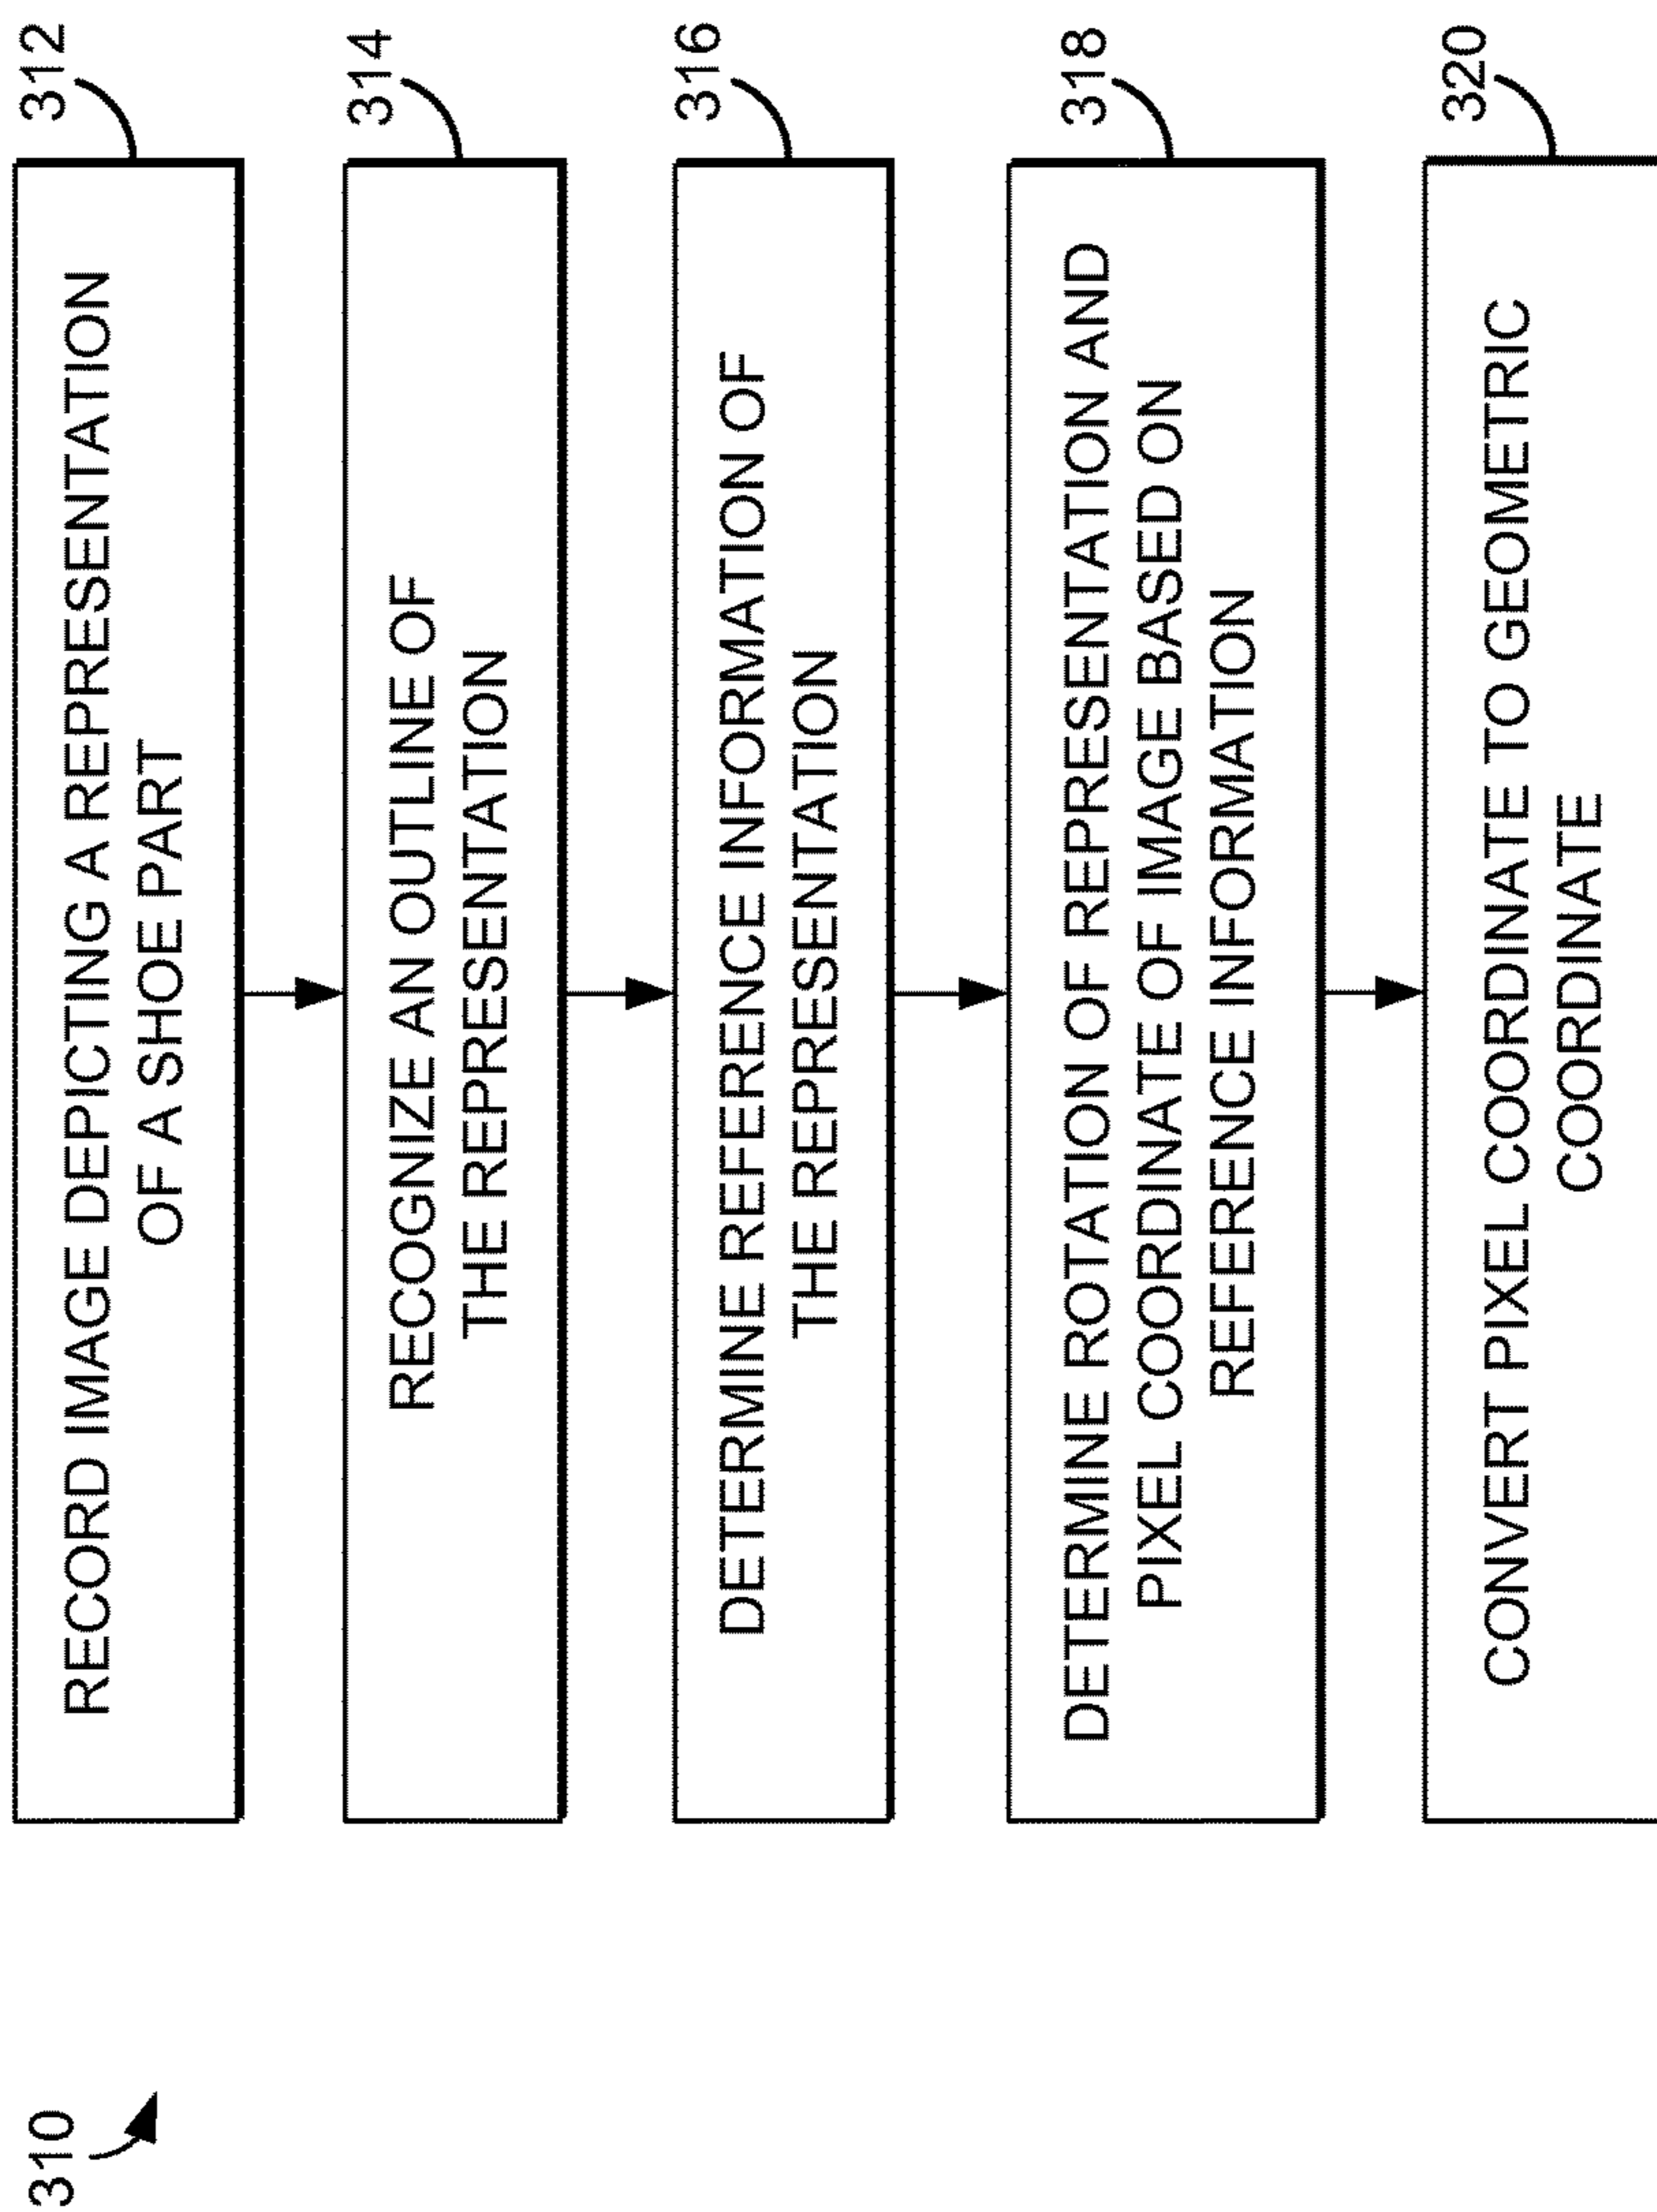 310
312
RECORD IMAGE DEPICTING A REPRESENTATION
OF A SHOE PART
314
RECOGNIZE AN OUTLINE OF
THE REPRESENTATION
316
DETERMINE REFERENCE INFORMATION OF
THE REPRESENTATION
318
DETERMINE ROTATION OF REPRESENTATION AND
PIXEL COORDINATE OF IMAGE BASED ON
REFERENCE INFORMATION
320
CONVERT PIXEL COORDINATE TO GEOMETRIC
COORDINATE